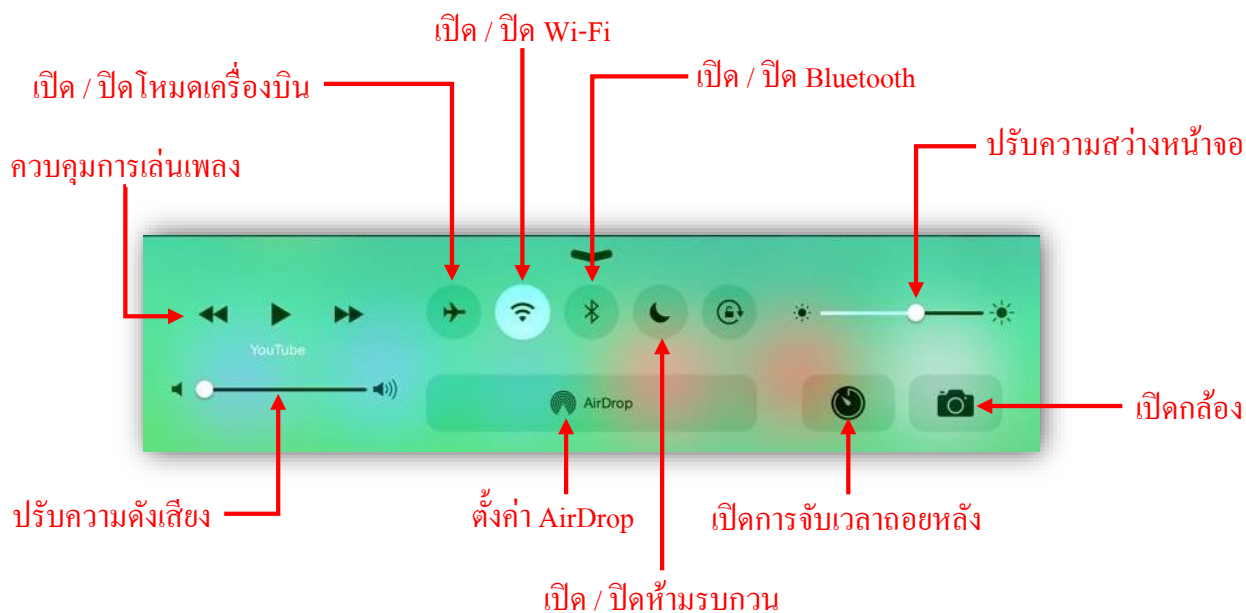 เปิด / ปิด Wi-Fi
เปิด / ปิดโหมดเครื่องบิน
เปิด / ปิด Bluetooth
ปรับความสว่างหน้าจอ
ควบคุมการเล่นเพลง
YouTube
AirDrop
เปิดกล้อง
ปรับความดังเสียง
ตั้งค่า AirDrop
เปิดการจับเวลาถอยหลัง
เปิด / ปิดห้ามรบกวน